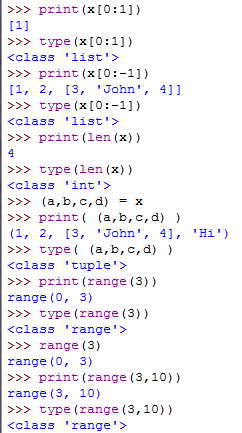 >>> print(x[0:1])
[1]
>>> type(x[0:1])
<class 'list'>
>>> print(x[0:-1])
[1, 2, [3, 'John', 4]]
>>> type(x[0:-1])
<class 'list'>
>>> print(len(x))
4
>>> type(len(x))
<class 'int'>
>>> (a,b,c,d) = x
>>> print( (a,b,c,d) )
(1, 2, [3, 'John', 4], 'Hi')
>>> type( (a,b,c,d) )
<class 'tuple'>
>>> print(range(3))
range(0, 3)
>>> type(range(3))
<class 'range'>
>>> range(3)
range(0, 3)
>>> print(range(3,10))
range(3, 10)
>>> type(range(3,10))
<class 'range'>